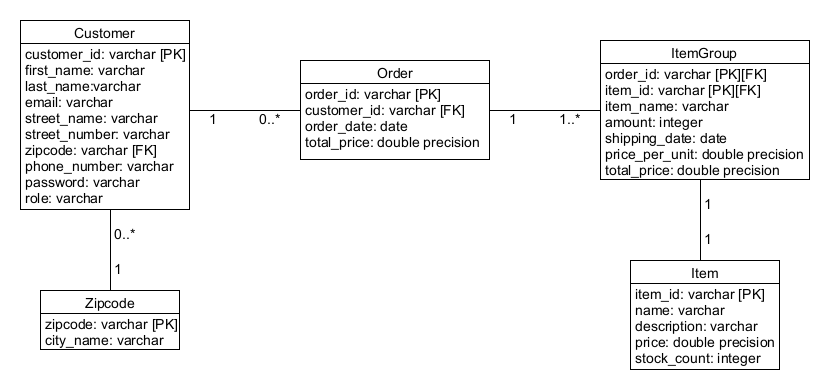 Customer
customer_id: varchar [PK]
first_name: varchar
last_name:varchar
email: varchar
street_name: varchar
street_number: varchar
zipcode: varchar [FK]
phone_number: varchar
password: varchar
role: varchar
1
0..*
Order
order_id: varchar [PK]
customer_id: varchar [FK]
order_date: date
total_price: double precision
1
1..*
ItemGroup
order_id: varchar [PK][FK]
item_id: varchar [PK][FK]
item_name: varchar
amount: integer
shipping_date: date
price_per_unit: double precision
total_price: double precision
0..*
1
Zipcode
zipcode: varchar [PK]
city_name: varchar
1
1
Item
item_id: varchar [PK]
name: varchar
description: varchar
price: double precision
stock_count: integer